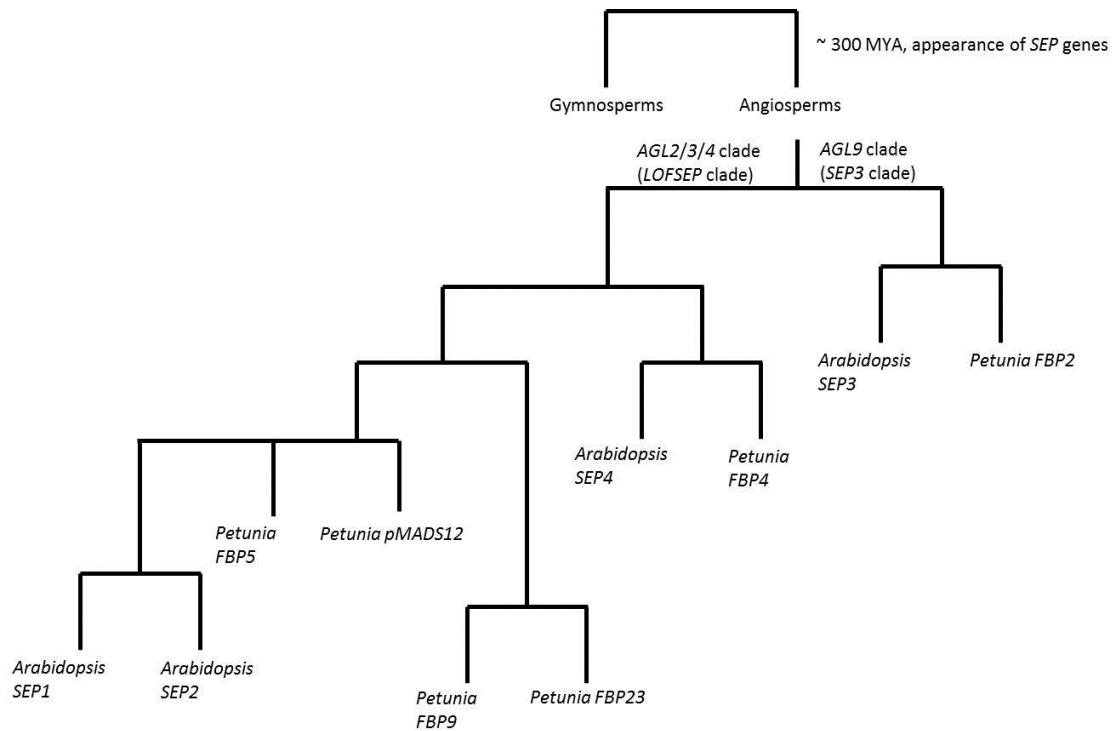 ~ 300 MYA, appearance of SEP genes
Gymnosperms
Angiosperms
AGL2/3/4 clade
(LOFSEP clade)
AGL9 clade
(SEP3 clade)
Arabidopsis
SEP3
Petunia FBP2
Arabidopsis
SEP4
Petunia
FBP4
Petunia
FBP5
Petunia pMADS12
Arabidopsis
SEP1
Arabidopsis
SEP2
Petunia
FBP9
Petunia FBP23